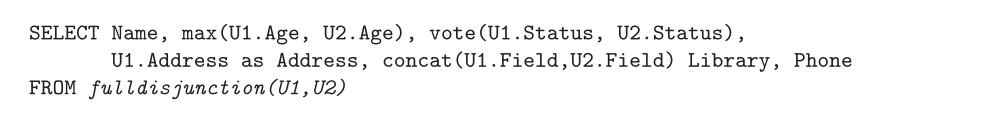 SELECT Name, max(U1.Age, U2.Age), vote(U1.Status, U2.Status),
U1.Address as Address, concat(U1.Field,U2.Field) Library, Phone
FROM fulldisjunction(U1,U2)